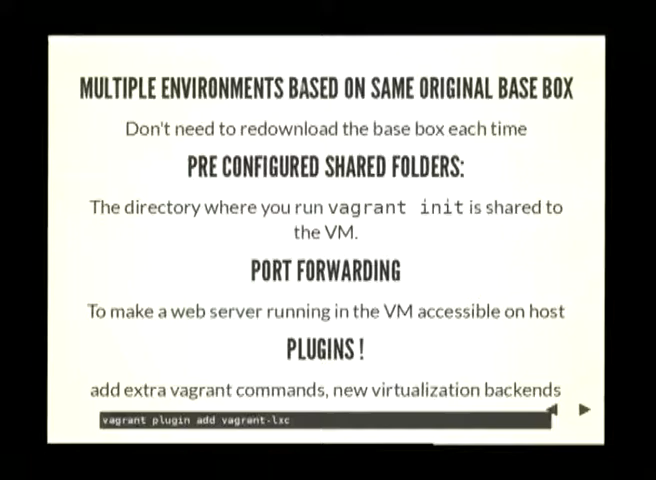 MULTIPLE ENVIRONMENTS BASED ON SAME ORIGINAL BASE BOX
Don't need to redownload the base box each time
PRE CONFIGURED SHARED FOLDERS:
The directory where you run vagrant init is shared to
the VM.
PORT FORWARDING
To make a web server running in the VM accessible on host
PLUGINS !
add extra vagrant commands, new virtualization backends
vagrant plugin add vagrant-lxc